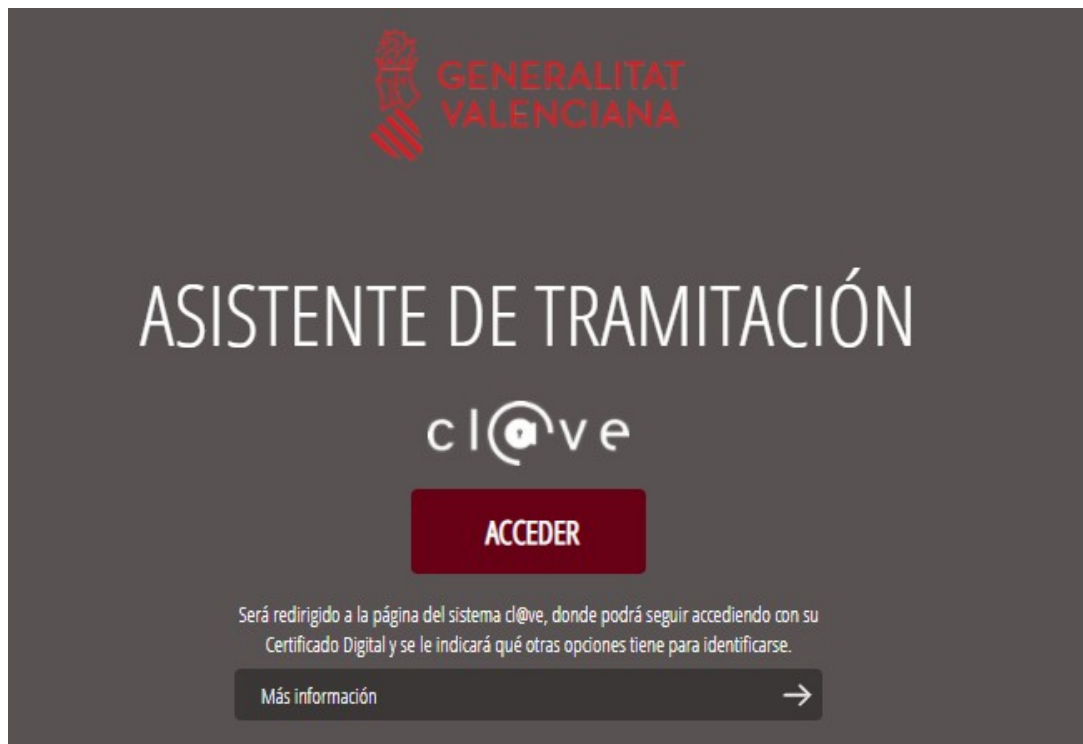 GENERALITAT
VALENCIANA
ASISTENTE DE TRAMITACIÓN
cl@ve
ACCEDER
Será redirigido a la página del sistema cl@ve, donde podrá seguir accediendo con su
Certificado Digital y se le indicará qué otras opciones tiene para identificarse.
Más información